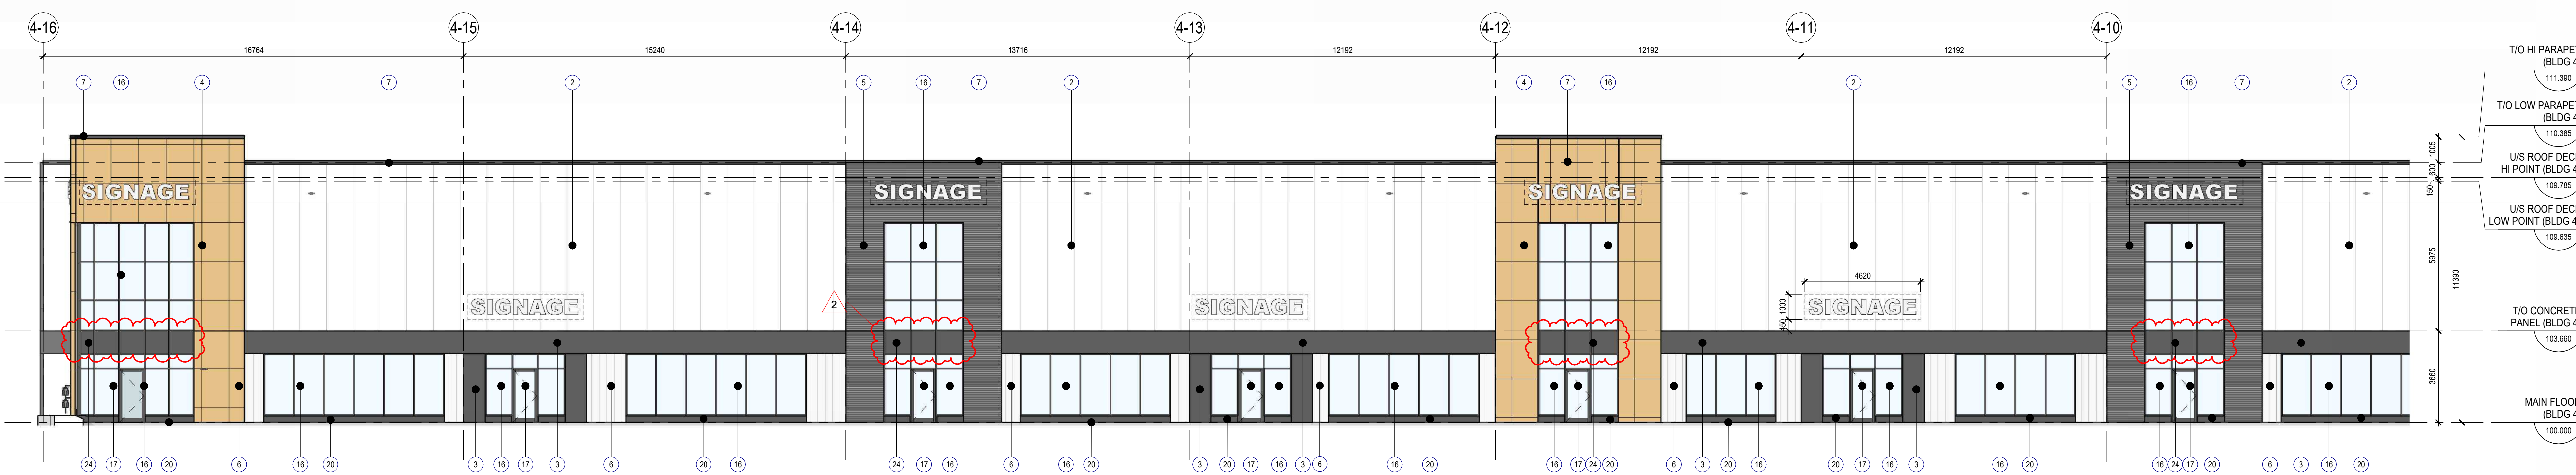 4-16 4-15 4-14 4-13 4-12 4-11 4-10
16764 15240 13716 12192 12192 12192
7 16 4 7 2 5 16 7 2 4 7 16 2 5 16 7 2
T/O HI PARAPE
(BLDG 4
111.390
T/O LOW PARAPE
(BLDG 4
110.385
U/S ROOF DEC
HI POINT (BLDG 4
109.785
U/S ROOF DEC
LOW POINT (BLDG 4
109.635
T/O CONCRET
PANEL (BLDG 4
103.660
MAIN FLOO
(BLDG 4
100.000
1005
600
150
5975
11390
3660
SIGNAGE SIGNAGE SIGNAGE SIGNAGE
4620
1000
450
SIGNAGE SIGNAGE SIGNAGE
2
24 17 16 20 6 16 20 3 16 17 3 6 20 16 24 17 16 6 16 20 3 20 17 16 3 6 16 20 16 17 24 20 6 3 20 16 20 17 16 3 16 20 16 24 17 20 6 3 16 20